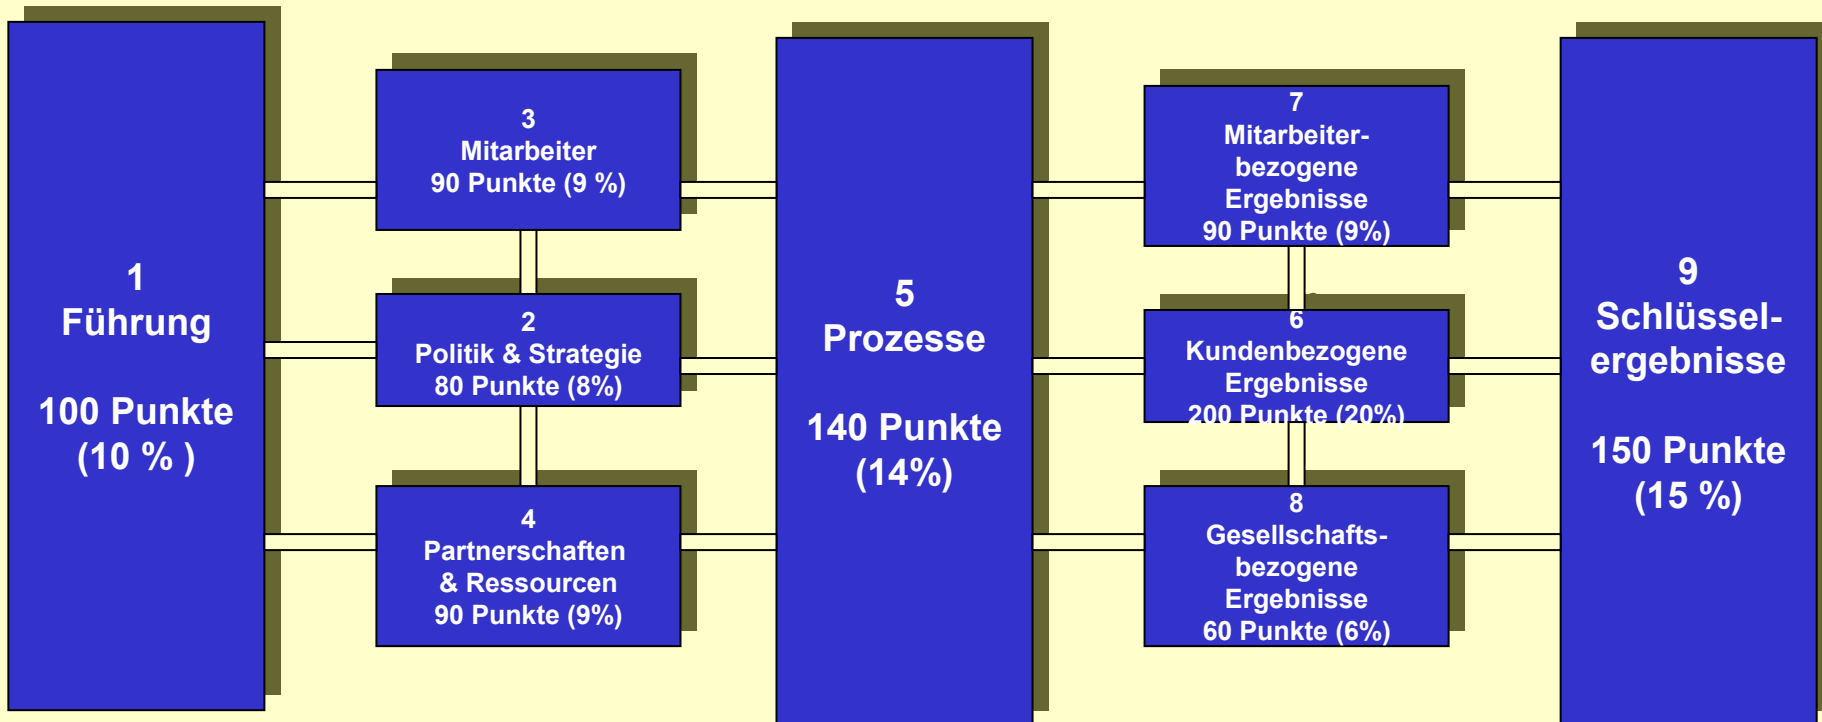 1
Führung
100 Punkte
(10 % )
3
Mitarbeiter
90 Punkte (9 %)
2
Politik & Strategie
80 Punkte (8%)
4
Partnerschaften
& Ressourcen
90 Punkte (9%)
5
Prozesse
140 Punkte
(14%)
7
Mitarbeiter-
bezogene
Ergebnisse
90 Punkte (9%)
6
Kundenbezogene
Ergebnisse
200 Punkte (20%)
8
Gesellschafts-
bezogene
Ergebnisse
60 Punkte (6%)
9
Schlüssel-
ergebnisse
150 Punkte
(15 %)